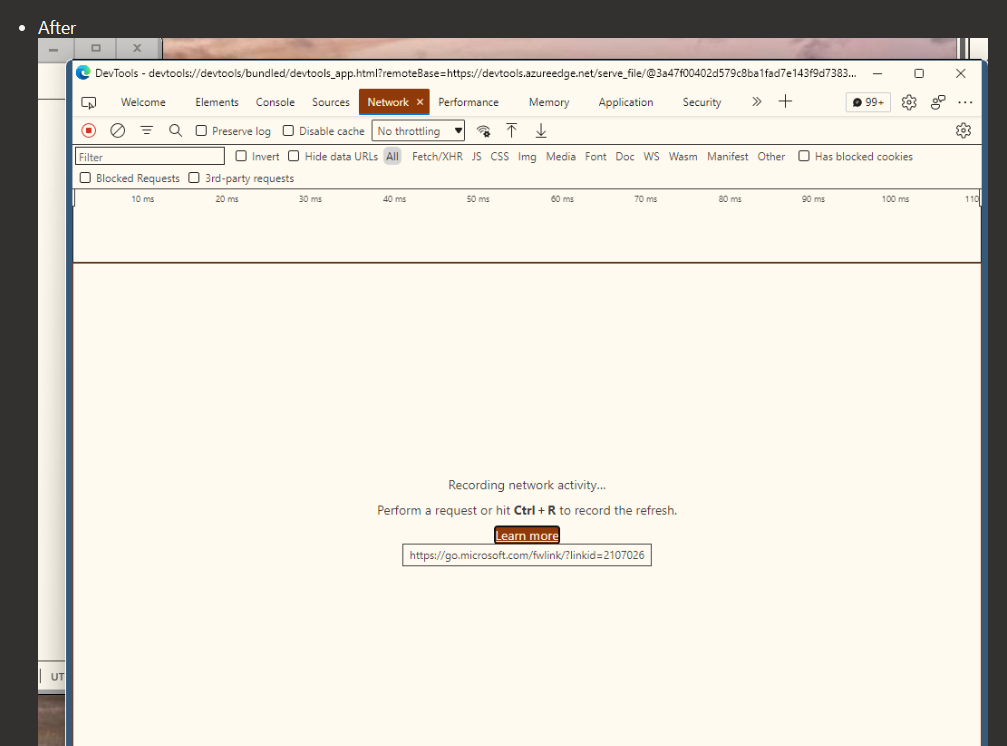 After
DevTools - devtools://devtools/bundled/devtools_app.html?remoteBase=https://devtools.azureedge.net/serve_file/@3a47f00402d579c8ba1fad7e143f9d7383...
Welcome Elements Console Sources Network Performance Memory Application Security 99+
Preserve log Disable cache No throttling
Filter Invert Hide data URLs All Fetch/XHR JS CSS Img Media Font Doc WS Wasm Manifest Other Has blocked cookies
Blocked Requests 3rd-party requests
10 ms 20 ms 30 ms 40 ms 50 ms 60 ms 70 ms 80 ms 90 ms 100 ms 110
Recording network activity...
Perform a request or hit Ctrl + R to record the refresh.
Learn more
https://go.microsoft.com/fwlink/?linkid=2107026
UT